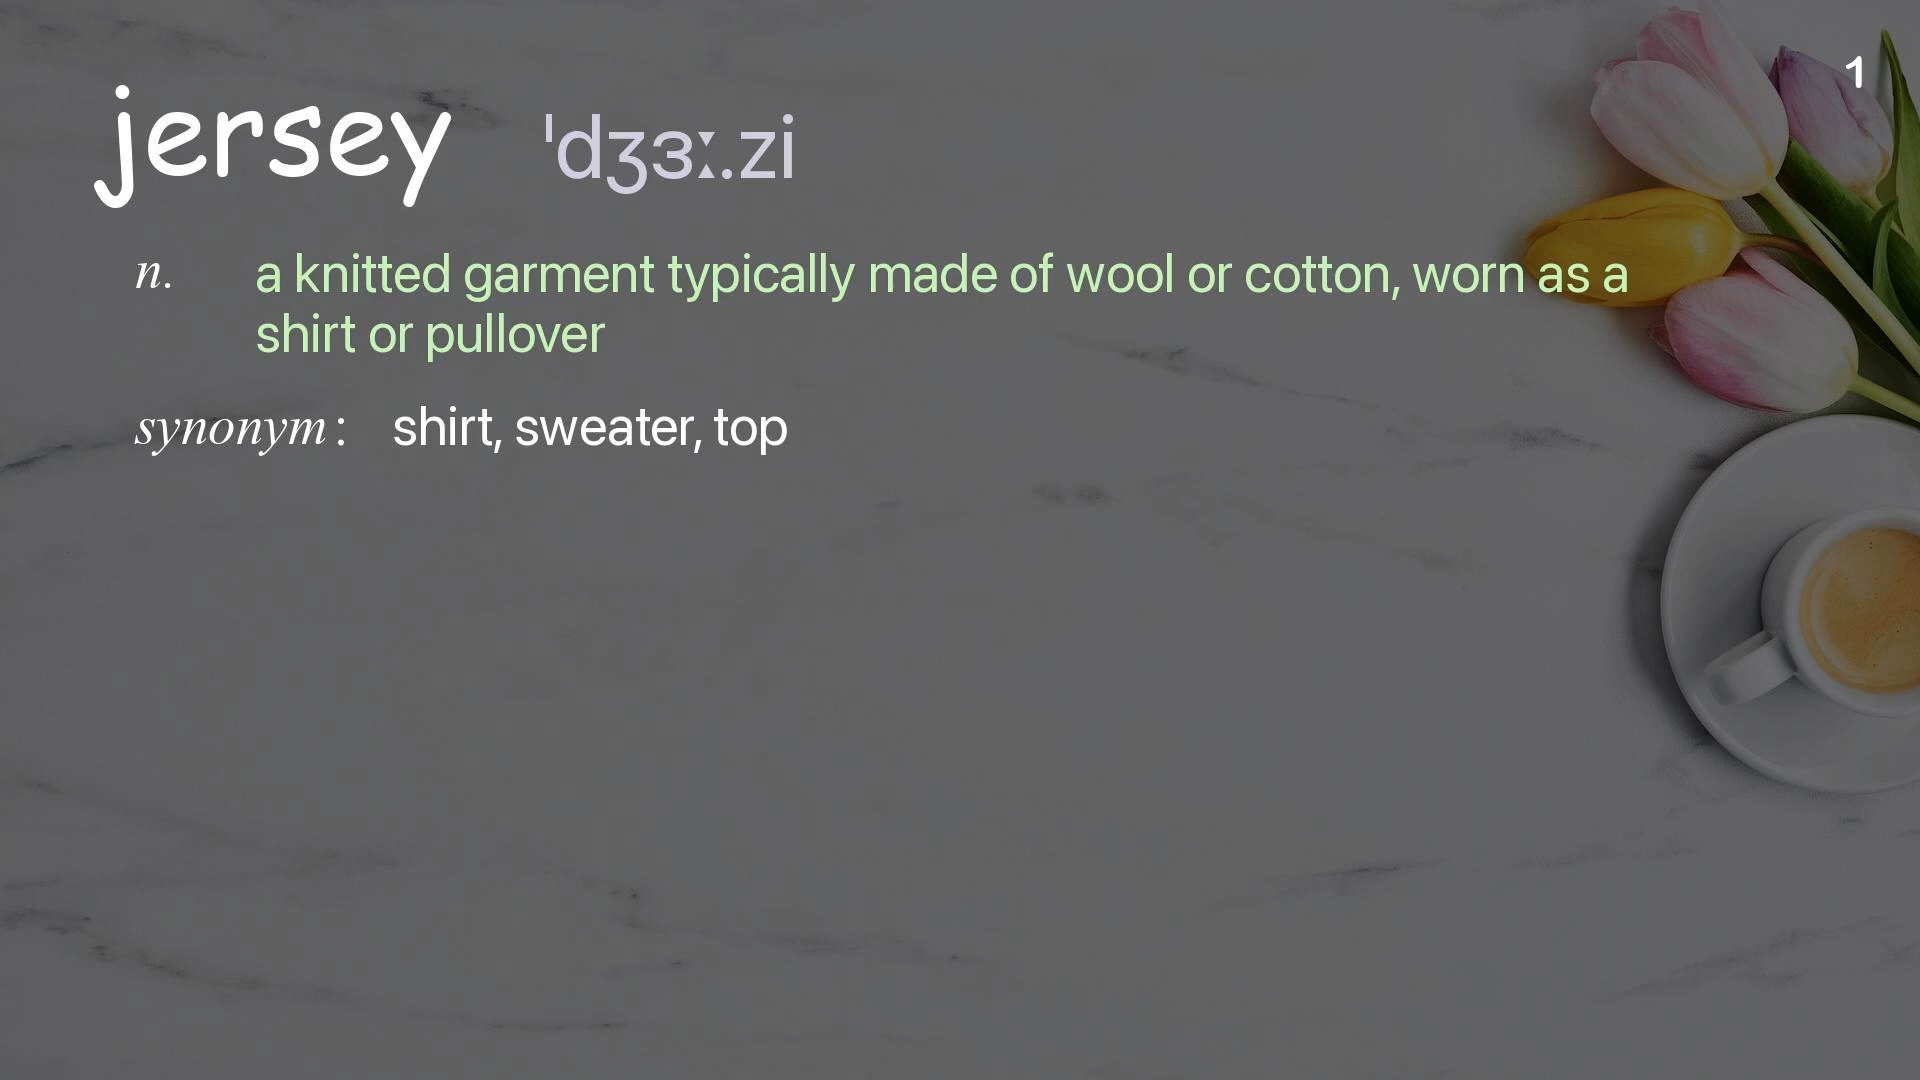 1
jersey ˈdʒɜː.zi
n. a knitted garment typically made of wool or cotton, worn as a
shirt or pullover
synonym: shirt, sweater, top